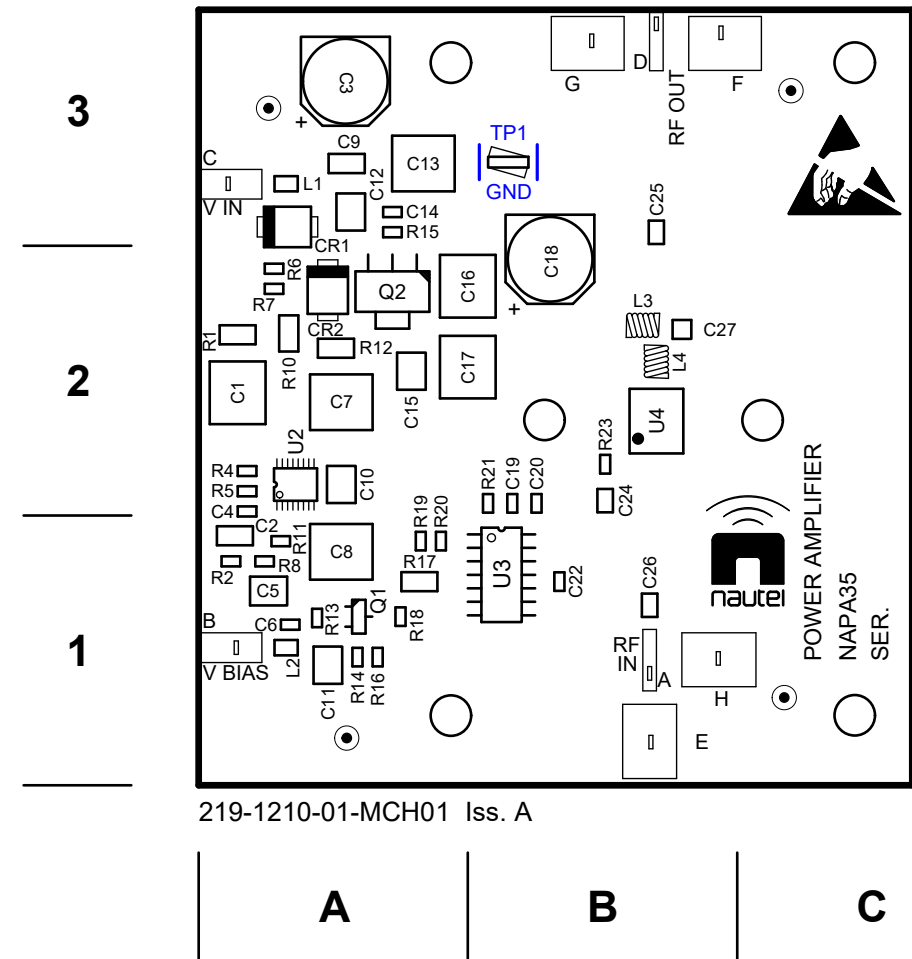 3
2
1
G
D
F
RF OUT
C3
+
C9
C13
TP1
GND
C
V IN
L1
C12
C14
R15
C25
CR1
R6
R7
CR2
Q2
C16
C18
+
L3
C27
L4
R1
R10
R12
C15
C17
C1
C7
U4
U2
R4
R5
C4
C10
R21
C19
C20
R23
C24
C2
R11
R2
R8
C5
C8
R19
R20
R17
U3
C22
C26
nautel
POWER AMPLIFIER
NAPA35
SER.
C6
R13
Q1
R18
B
V BIAS
L2
C11
R14
R16
RF
IN
A
H
E
219-1210-01-MCH01 Iss. A
A
B
C